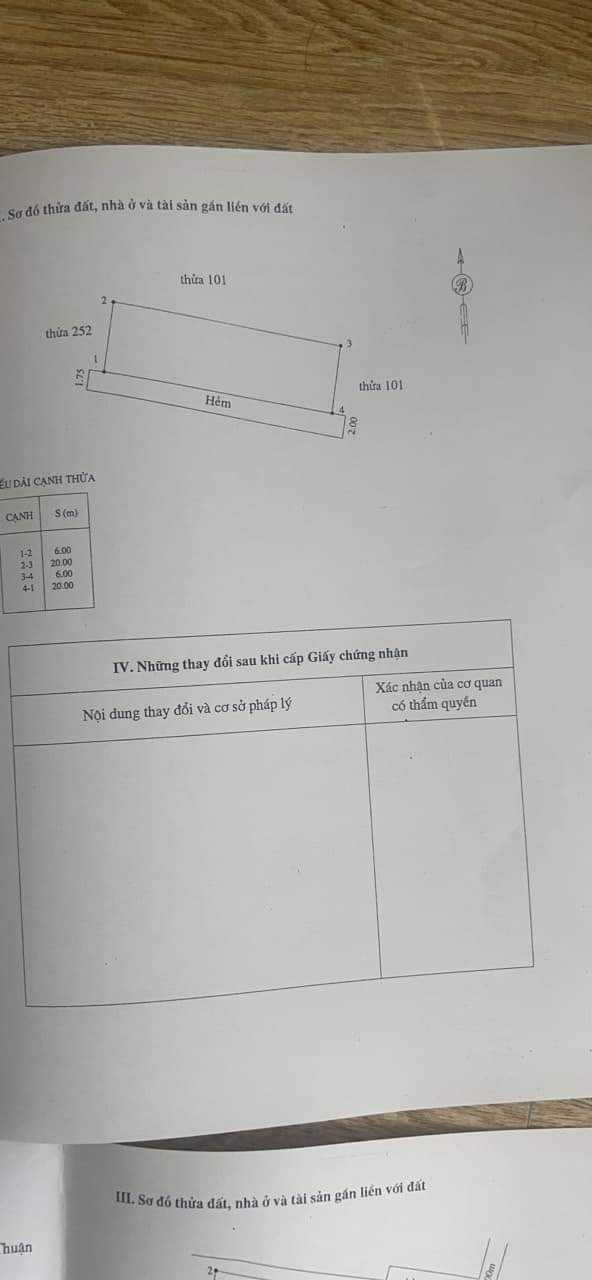 . Sơ đồ thửa đất, nhà ở và tài sản gắn liền với đất
thửa 101
B
2
3
thửa 252
1
thửa 101
1.75
Hẻm
4
2.00
ỀU DÀI CẠNH THỬA
CẠNH S (m)
1-2 6.00
2-3 20.00
3-4 6.00
4-1 20.00
IV. Những thay đổi sau khi cấp Giấy chứng nhận
Nội dung thay đổi và cơ sở pháp lý
Xác nhận của cơ quan
có thẩm quyền
III. Sơ đồ thửa đất, nhà ở và tài sản gắn liền với đất
Thuận
2